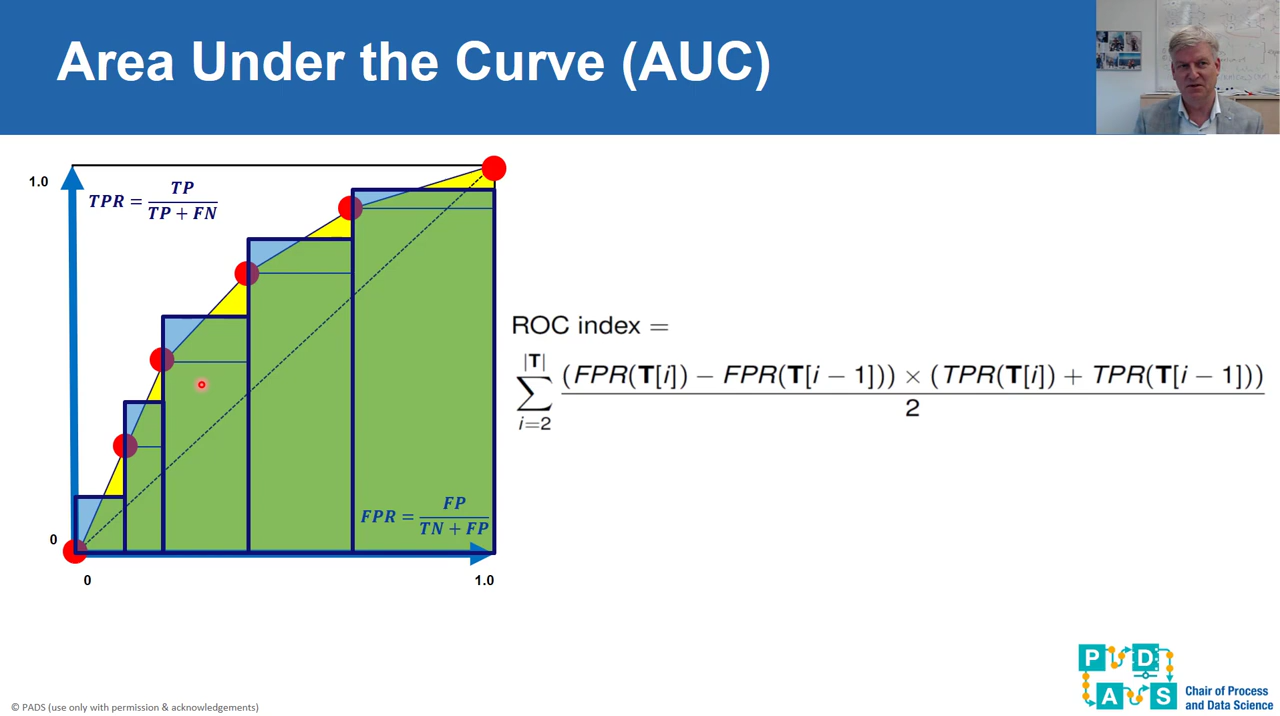 Area Under the Curve (AUC)
1.0
TPR = TP / TP + FN
ROC index =
|T|
∑ (FPR(T[i]) − FPR(T[i − 1])) × (TPR(T[i]) + TPR(T[i − 1])) / 2
i=2
FPR = FP / TN + FP
0
0
1.0
P D
A S
Chair of Process
and Data Science
© PADS (use only with permission & acknowledgements)